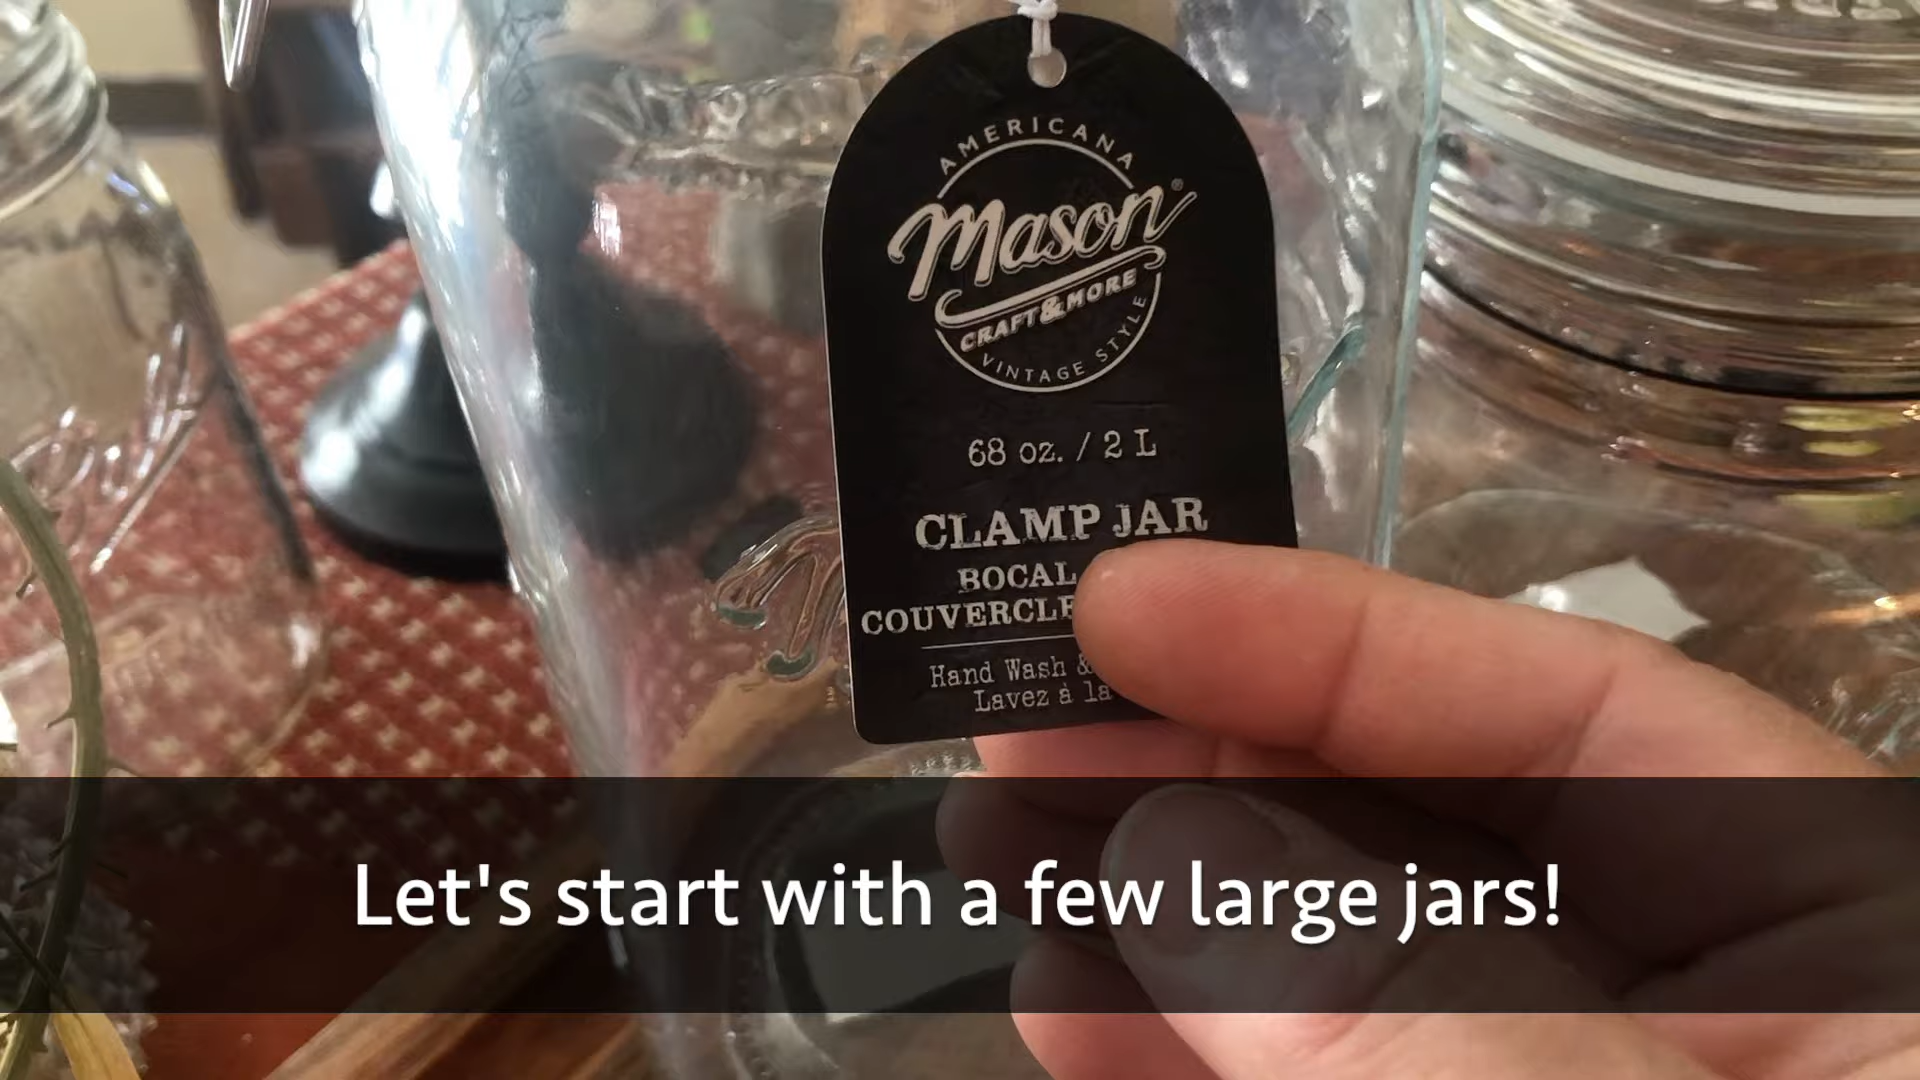 AMERICANA
Mason®
CRAFT & MORE
VINTAGE STYLE
68 oz. / 2 L
CLAMP JAR
BOCAL
COUVERCLE
Hand Wash &
Lavez à la
Let's start with a few large jars!